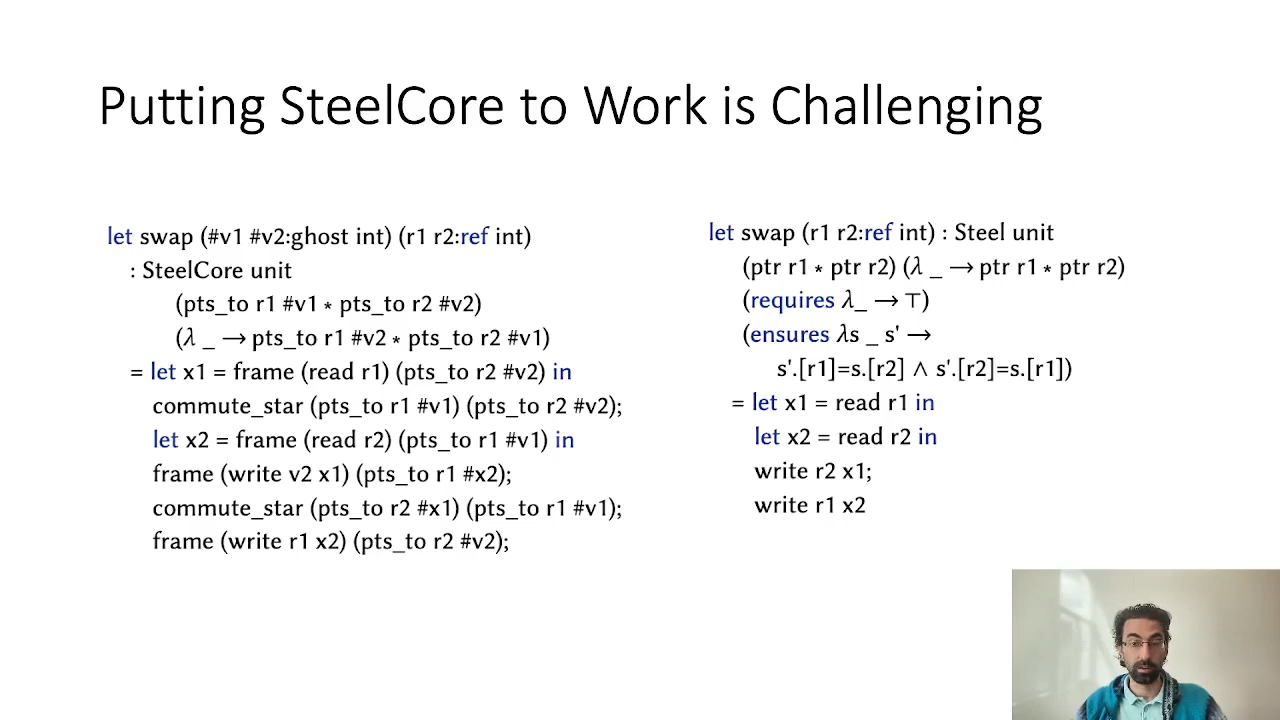 Putting SteelCore to Work is Challenging
let swap (#v1 #v2:ghost int) (r1 r2:ref int)
: SteelCore unit
(pts_to r1 #v1 * pts_to r2 #v2)
(λ _ → pts_to r1 #v2 * pts_to r2 #v1)
= let x1 = frame (read r1) (pts_to r2 #v2) in
commute_star (pts_to r1 #v1) (pts_to r2 #v2);
let x2 = frame (read r2) (pts_to r1 #v1) in
frame (write v2 x1) (pts_to r1 #x2);
commute_star (pts_to r2 #x1) (pts_to r1 #v1);
frame (write r1 x2) (pts_to r2 #v2);
let swap (r1 r2:ref int) : Steel unit
(ptr r1 * ptr r2) (λ _ → ptr r1 * ptr r2)
(requires λ_ → ⊤)
(ensures λs _ s' →
s'.[r1]=s.[r2] ∧ s'.[r2]=s.[r1])
= let x1 = read r1 in
let x2 = read r2 in
write r2 x1;
write r1 x2